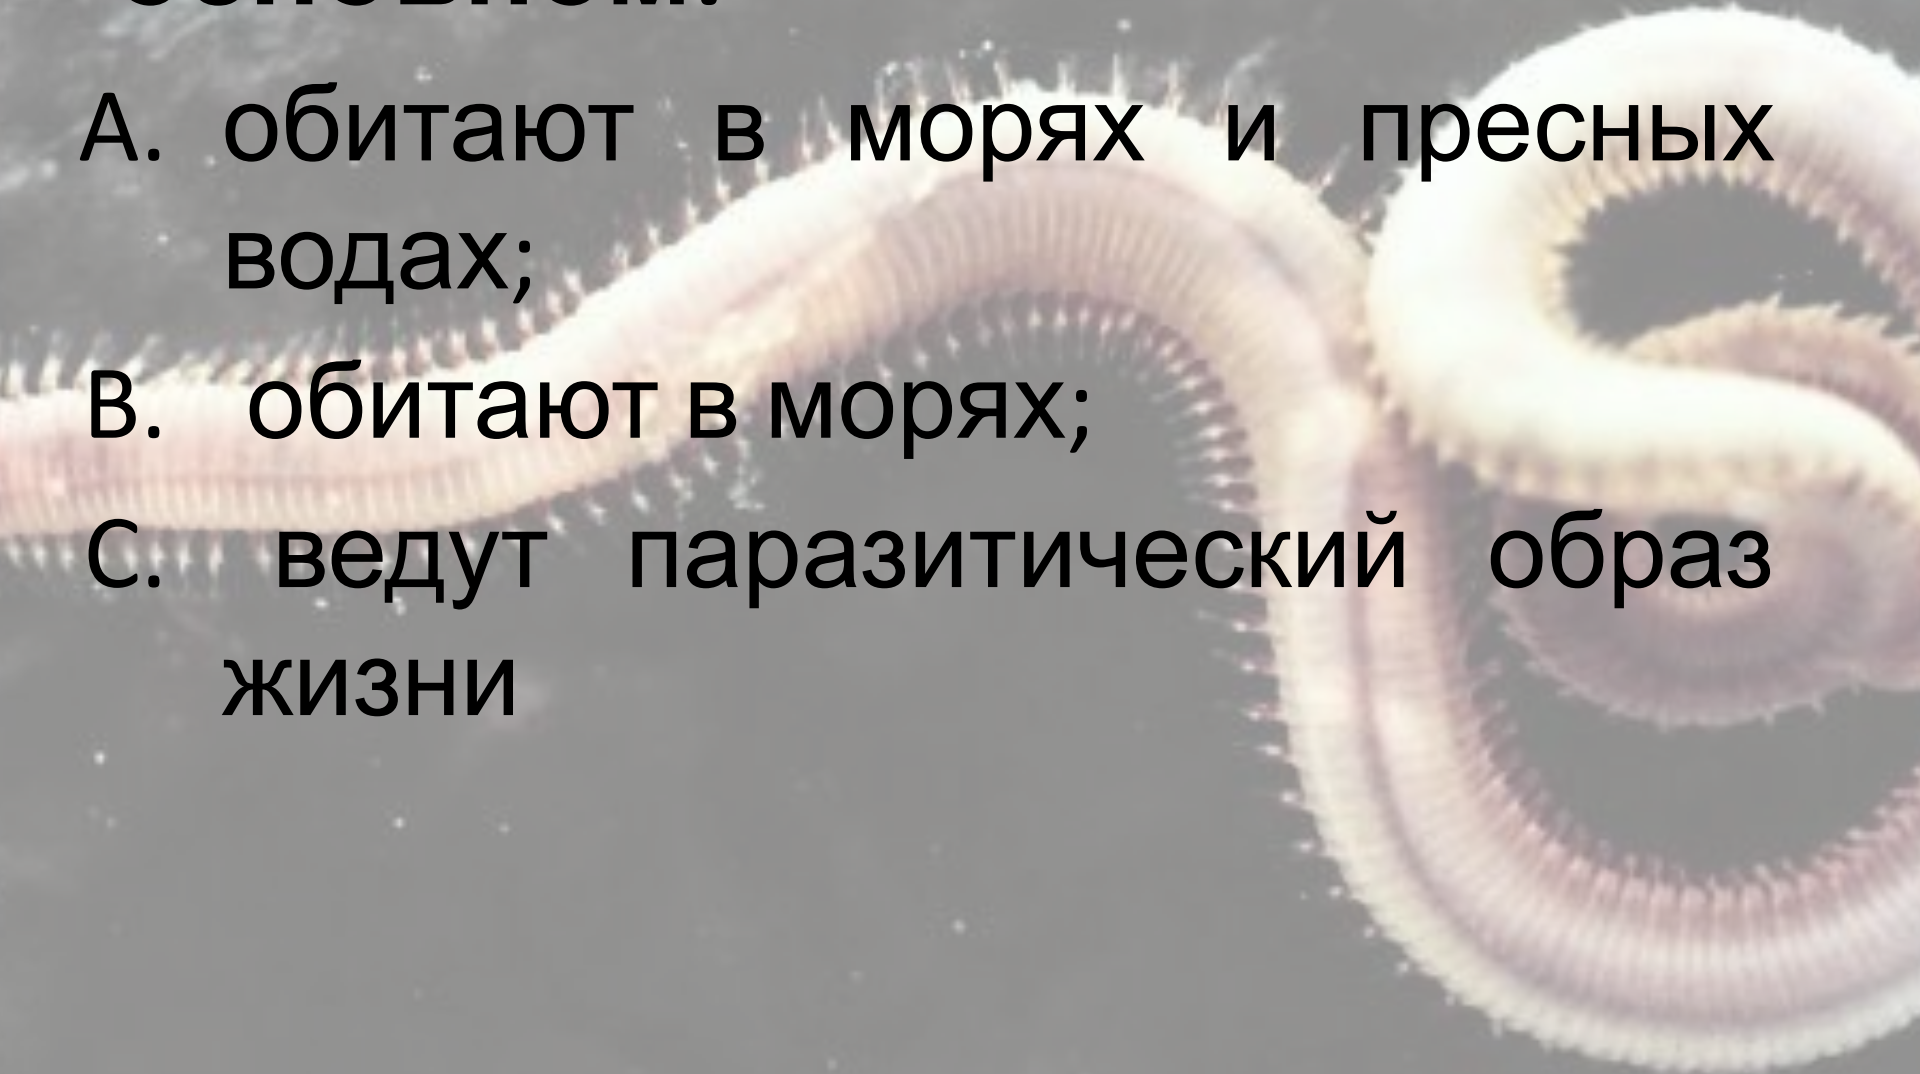 A. обитают в морях и пресных
водах;
B. обитают в морях;
C. ведут паразитический образ
жизни